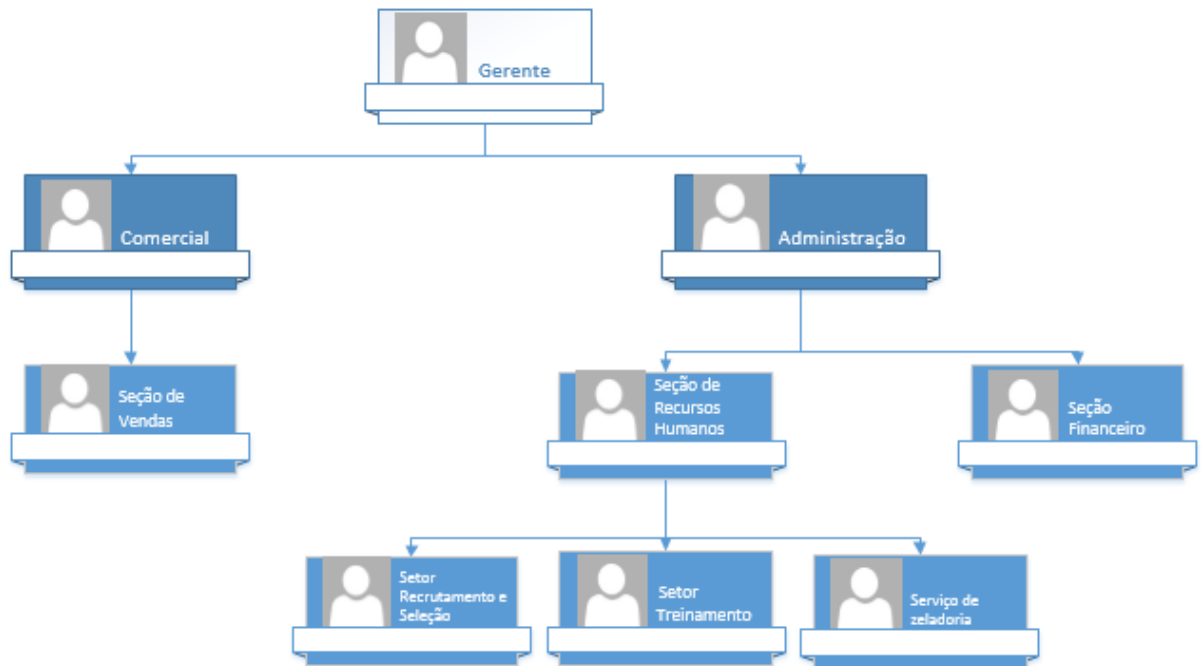 Gerente
Comercial
Administração
Seção de
Vendas
Seção de
Recursos
Humanos
Seção
Financeiro
Setor
Recrutamento e
Seleção
Setor
Treinamento
Serviço de
zeladoria